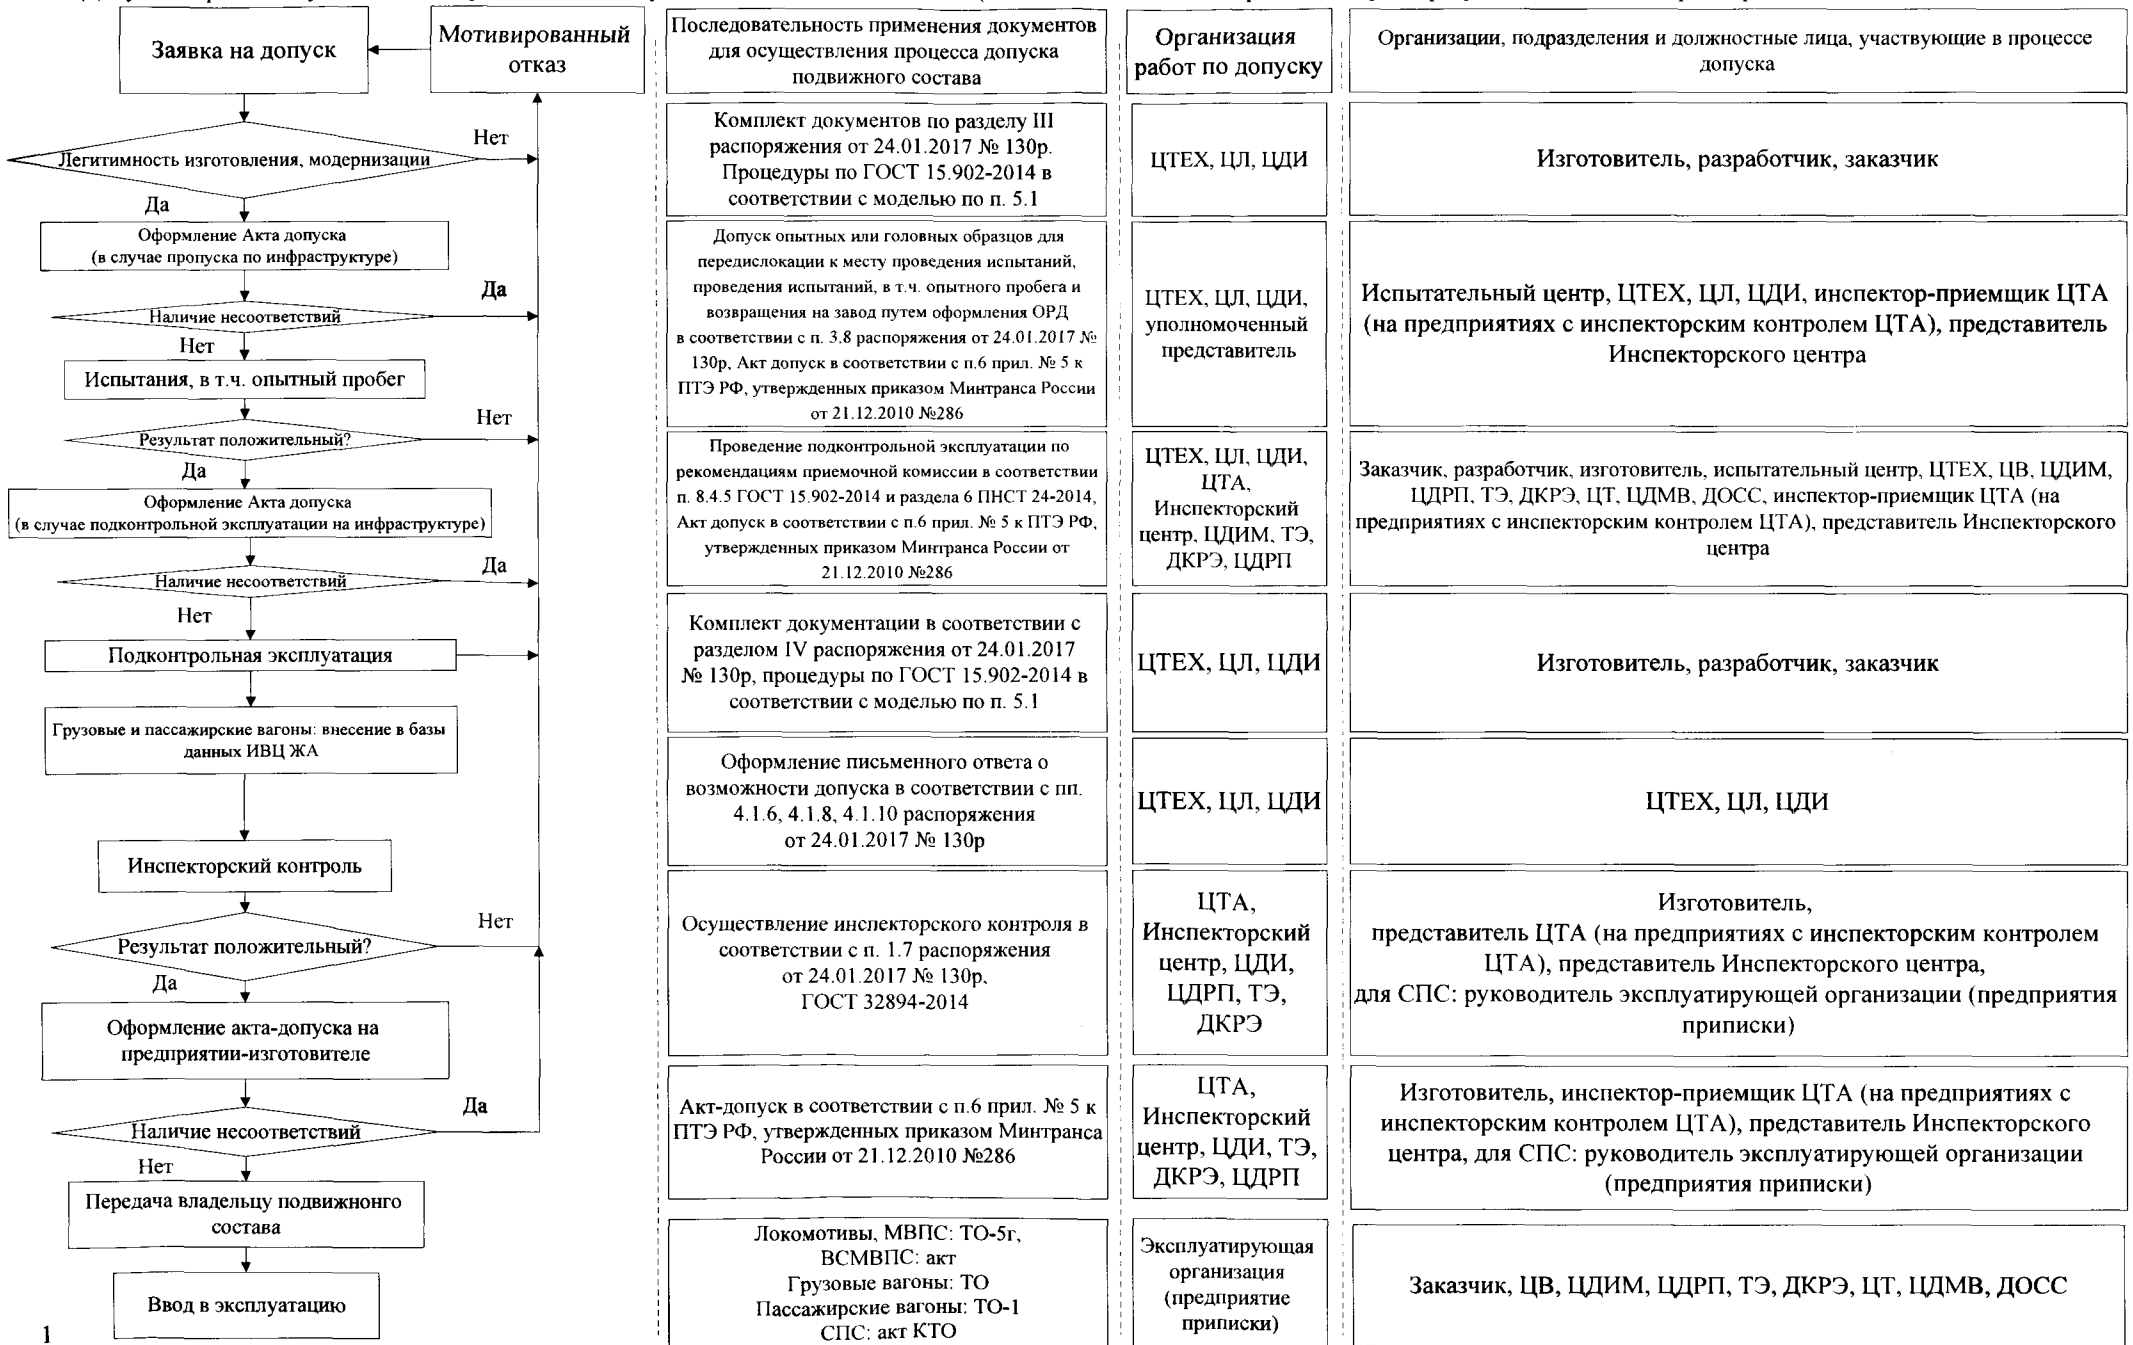 Заявка на допуск
Мотивированный
отказ
Нет
Легитимность изготовления, модернизации
Да
Оформление Акта допуска
(в случае пропуска по инфраструктуре)
Да
Наличие несоответствий
Нет
Испытания, в т.ч. опытный пробег
Нет
Результат положительный?
Да
Оформление Акта допуска
(в случае подконтрольной эксплуатации на инфраструктуре)
Да
Наличие несоответствий
Нет
Подконтрольная эксплуатация
Грузовые и пассажирские вагоны: внесение в базы
данных ИВЦ ЖА
Инспекторский контроль
Нет
Результат положительный?
Да
Оформление акта-допуска на
предприятии-изготовителе
Да
Наличие несоответствий
Нет
Передача владельцу подвижнонго
состава
Ввод в эксплуатацию
1
Последовательность применения документов
для осуществления процесса допуска
подвижного состава
Организация
работ по допуску
Организации, подразделения и должностные лица, участвующие в процессе
допуска
Комплект документов по разделу III
распоряжения от 24.01.2017 № 130р.
Процедуры по ГОСТ 15.902-2014 в
соответствии с моделью по п. 5.1
ЦТЕХ, ЦЛ, ЦДИ
Изготовитель, разработчик, заказчик
Допуск опытных или головных образцов для
передислокации к месту проведения испытаний,
проведения испытаний, в т.ч. опытного пробега и
возвращения на завод путем оформления ОРД
в соответствии с п. 3.8 распоряжения от 24.01.2017 №
130р, Акт допуск в соответствии с п.6 прил. № 5 к
ПТЭ РФ, утвержденных приказом Минтранса России
от 21.12.2010 №286
ЦТЕХ, ЦЛ, ЦДИ,
уполномоченный
представитель
Испытательный центр, ЦТЕХ, ЦЛ, ЦДИ, инспектор-приемщик ЦТА
(на предприятиях с инспекторским контролем ЦТА), представитель
Инспекторского центра
Проведение подконтрольной эксплуатации по
рекомендациям приемочной комиссии в соответствии
п. 8.4.5 ГОСТ 15.902-2014 и раздела 6 ПНСТ 24-2014,
Акт допуск в соответствии с п.6 прил. № 5 к ПТЭ РФ,
утвержденных приказом Минтранса России от
21.12.2010 №286
ЦТЕХ, ЦЛ, ЦДИ,
ЦТА,
Инспекторский
центр, ЦДИМ, ТЭ,
ДКРЭ, ЦДРП
Заказчик, разработчик, изготовитель, испытательный центр, ЦТЕХ, ЦВ, ЦДИМ,
ЦДРП, ТЭ, ДКРЭ, ЦТ, ЦДМВ, ДОСС, инспектор-приемщик ЦТА (на
предприятиях с инспекторским контролем ЦТА), представитель Инспекторского
центра
Комплект документации в соответствии с
разделом IV распоряжения от 24.01.2017
№ 130р, процедуры по ГОСТ 15.902-2014 в
соответствии с моделью по п. 5.1
ЦТЕХ, ЦЛ, ЦДИ
Изготовитель, разработчик, заказчик
Оформление письменного ответа о
возможности допуска в соответствии с пп.
4.1.6, 4.1.8, 4.1.10 распоряжения
от 24.01.2017 № 130р
ЦТЕХ, ЦЛ, ЦДИ
ЦТЕХ, ЦЛ, ЦДИ
Осуществление инспекторского контроля в
соответствии с п. 1.7 распоряжения
от 24.01.2017 № 130р,
ГОСТ 32894-2014
ЦТА,
Инспекторский
центр, ЦДИ,
ЦДРП, ТЭ,
ДКРЭ
Изготовитель,
представитель ЦТА (на предприятиях с инспекторским контролем
ЦТА), представитель Инспекторского центра,
для СПС: руководитель эксплуатирующей организации (предприятия
приписки)
Акт-допуск в соответствии с п.6 прил. № 5 к
ПТЭ РФ, утвержденных приказом Минтранса
России от 21.12.2010 №286
ЦТА,
Инспекторский
центр, ЦДИ, ТЭ,
ДКРЭ, ЦДРП
Изготовитель, инспектор-приемщик ЦТА (на предприятиях с
инспекторским контролем ЦТА), представитель Инспекторского
центра, для СПС: руководитель эксплуатирующей организации
(предприятия приписки)
Локомотивы, МВПС: ТО-5г,
ВСМВПС: акт
Грузовые вагоны: ТО
Пассажирские вагоны: ТО-1
СПС: акт КТО
Эксплуатирующая
организация
(предприятие
приписки)
Заказчик, ЦВ, ЦДИМ, ЦДРП, ТЭ, ДКРЭ, ЦТ, ЦДМВ, ДОСС